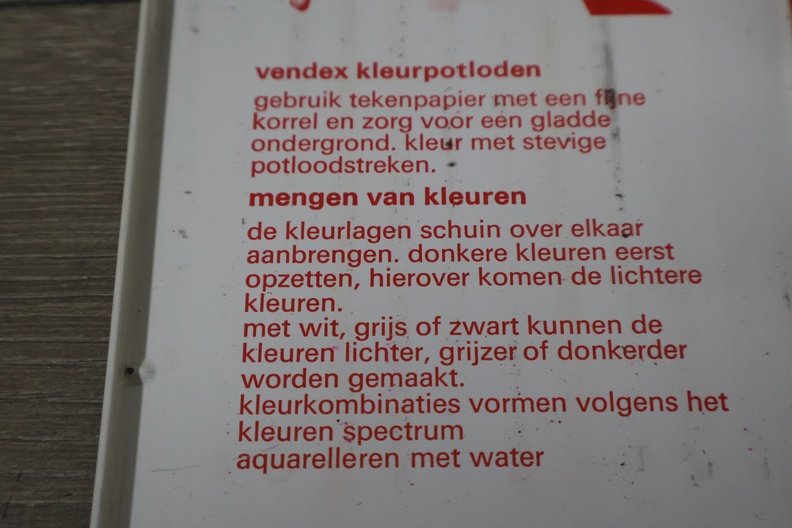 vendex kleurpotloden
gebruik tekenpapier met een fijne
korrel en zorg voor een gladde
ondergrond. kleur met stevige
potloodstreken.
mengen van kleuren
de kleurlagen schuin over elkaar
aanbrengen. donkere kleuren eerst
opzetten, hierover komen de lichtere
kleuren.
met wit, grijs of zwart kunnen de
kleuren lichter, grijzer of donkerder
worden gemaakt.
kleurkombinaties vormen volgens het
kleuren spectrum
aquarelleren met water